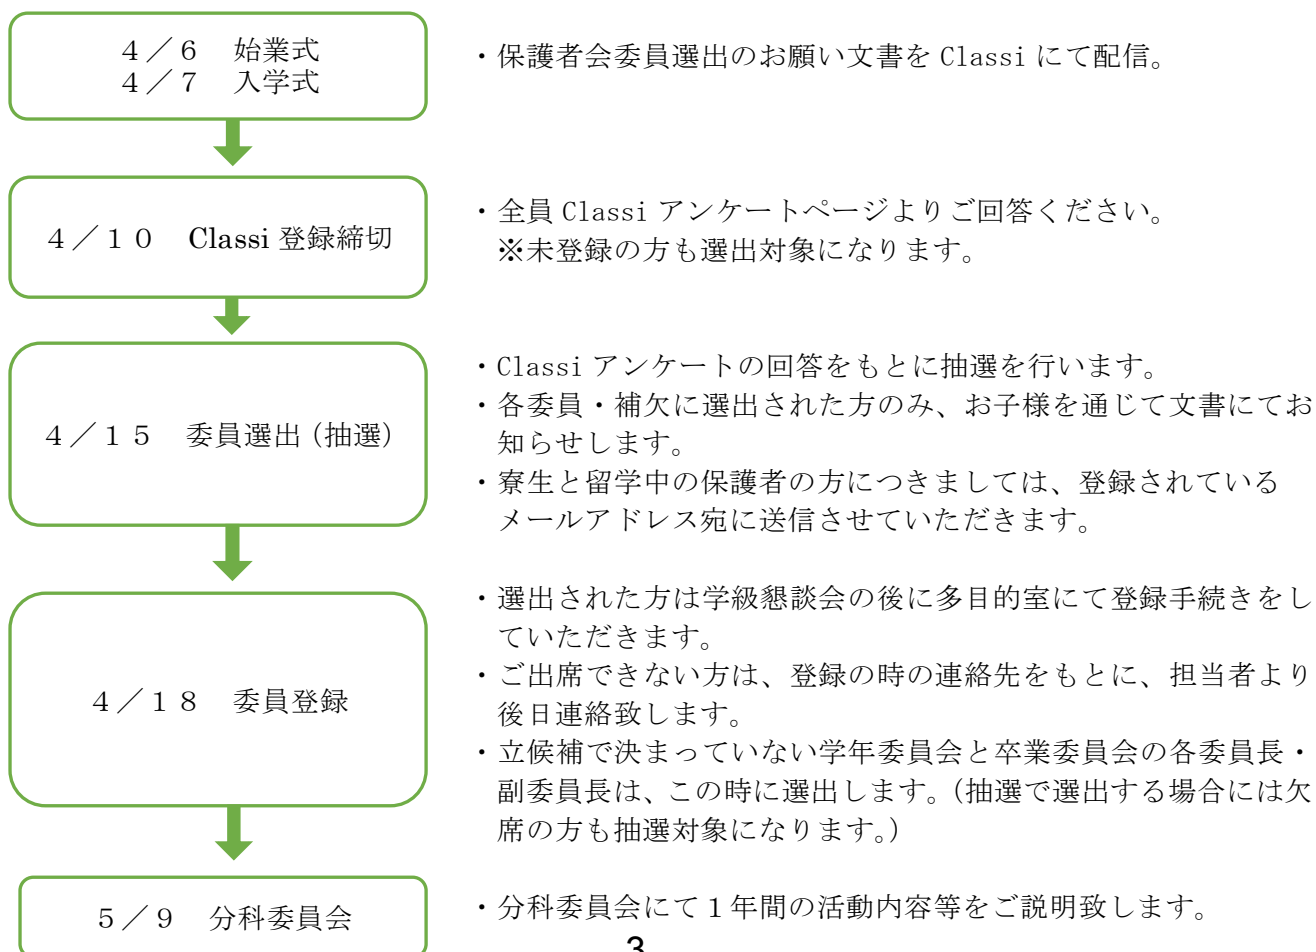 4／6　始業式
4／7　入学式
・保護者会委員選出のお願い文書を Classi にて配信。
4／10　Classi 登録締切
・全員 Classi アンケートページよりご回答ください。
※未登録の方も選出対象になります。
4／15　委員選出（抽選）
・Classi アンケートの回答をもとに抽選を行います。
・各委員・補欠に選出された方のみ、お子様を通じて文書にてお
知らせします。
・寮生と留学中の保護者の方につきましては、登録されている
メールアドレス宛に送信させていただきます。
4／18　委員登録
・選出された方は学級懇談会の後に多目的室にて登録手続きをし
ていただきます。
・ご出席できない方は、登録の時の連絡先をもとに、担当者より
後日連絡致します。
・立候補で決まっていない学年委員会と卒業委員会の各委員長・
副委員長は、この時に選出します。（抽選で選出する場合には欠
席の方も抽選対象になります。）
5／9　分科委員会
・分科委員会にて１年間の活動内容等をご説明致します。
3